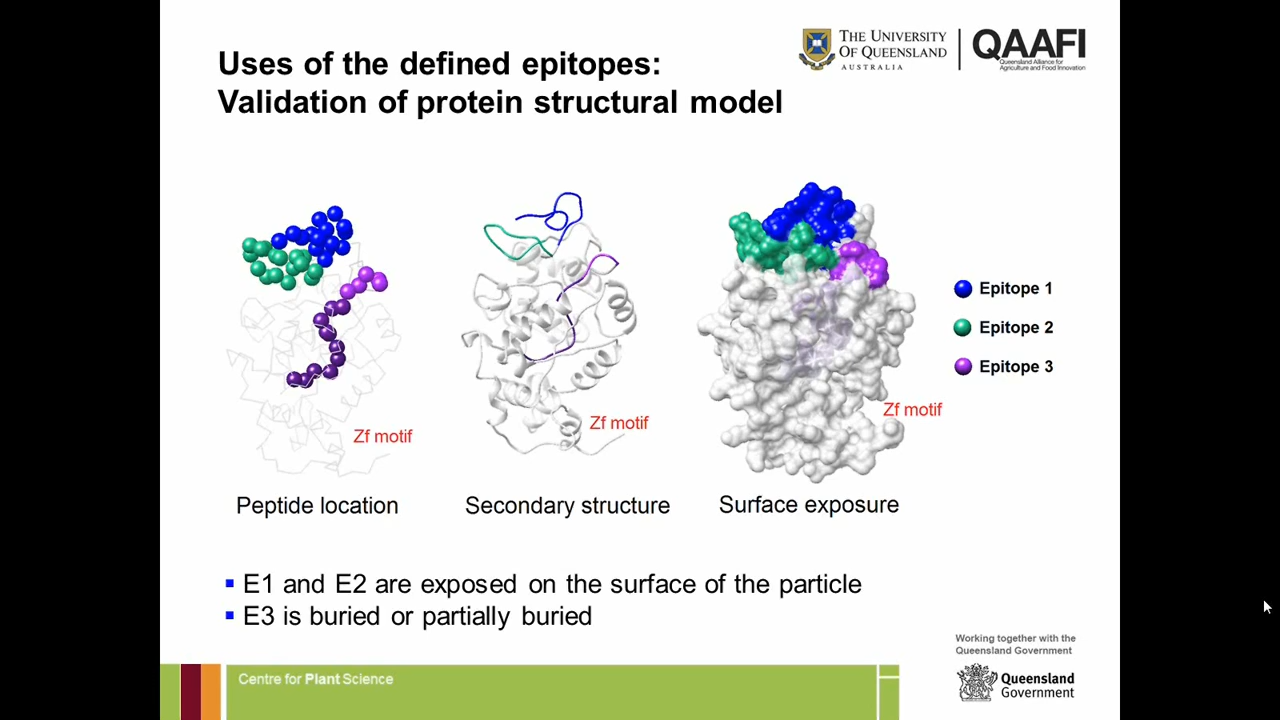 Uses of the defined epitopes:
Validation of protein structural model
THE UNIVERSITY
OF QUEENSLAND
AUSTRALIA
QAAFI
Queensland Alliance for
Agriculture and Food Innovation
Epitope 1
Epitope 2
Epitope 3
Zf motif
Zf motif
Zf motif
Peptide location
Secondary structure
Surface exposure
▪ E1 and E2 are exposed on the surface of the particle
▪ E3 is buried or partially buried
Working together with the
Queensland Government
Centre for Plant Science
Queensland
Government